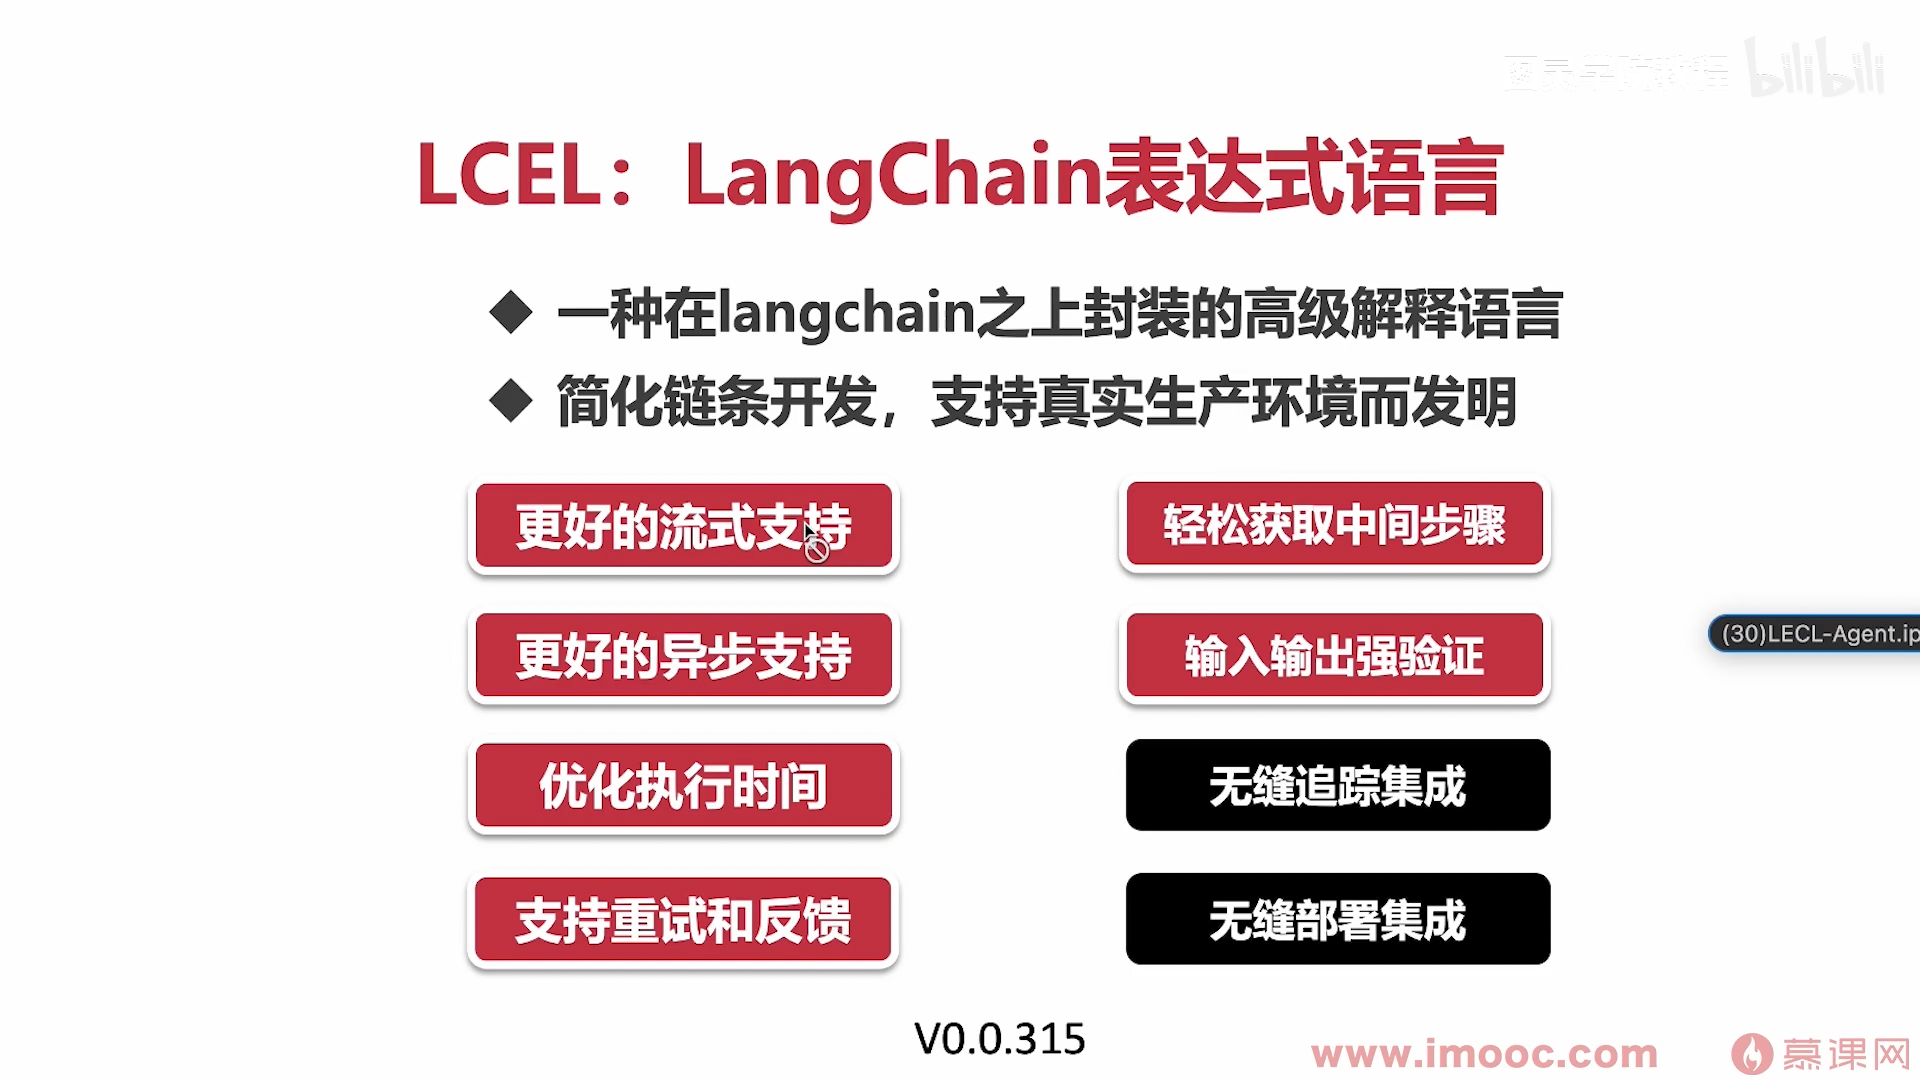 图灵学院教程 bilibili
LCEL：LangChain表达式语言
◆ 一种在langchain之上封装的高级解释语言
◆ 简化链条开发，支持真实生产环境而发明
更好的流式支持
轻松获取中间步骤
更好的异步支持
输入输出强验证
(30)LECL-Agent.ip
优化执行时间
无缝追踪集成
支持重试和反馈
无缝部署集成
V0.0.315
www.imooc.com
慕课网